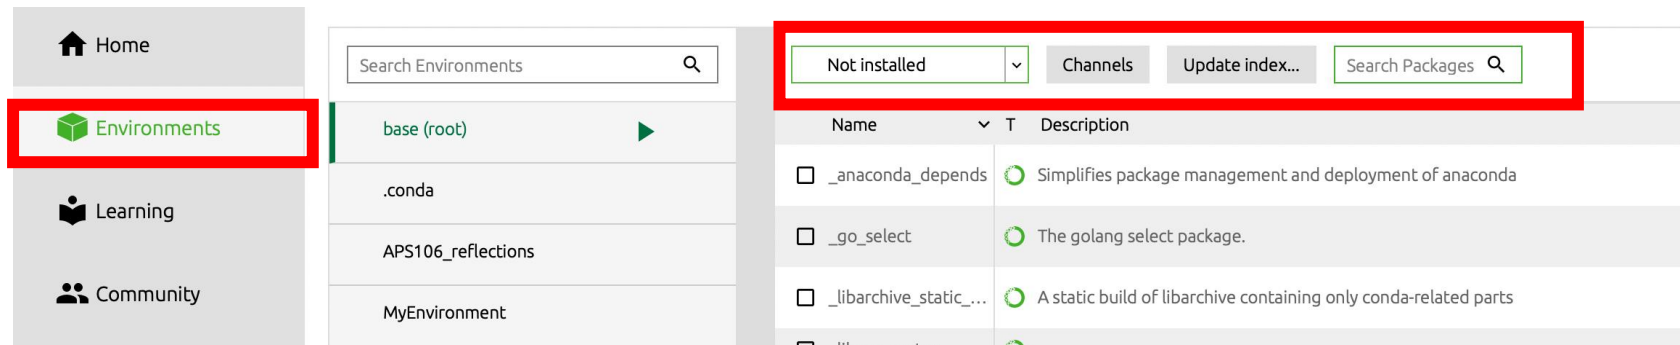 Home
Environments
Learning
Community
Search Environments
base (root)
.conda
APS106_reflections
MyEnvironment
Not installed Channels Update index... Search Packages
Name T Description
_anaconda_depends Simplifies package management and deployment of anaconda
_go_select The golang select package.
_libarchive_static_... A static build of libarchive containing only conda-related parts